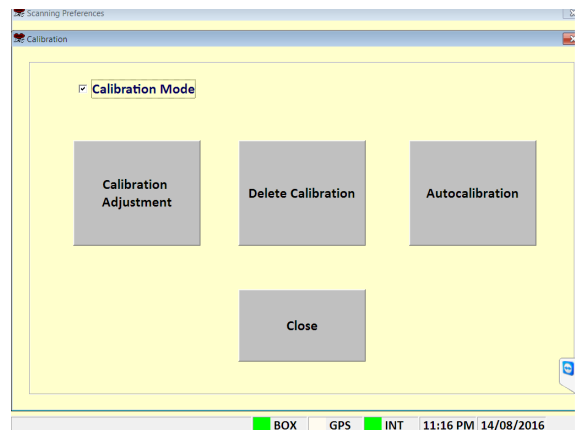 Scanning Preferences
Calibration
Calibration Mode
Calibration
Adjustment
Delete Calibration
Autocalibration
Close
BOX GPS INT 11:16 PM 14/08/2016